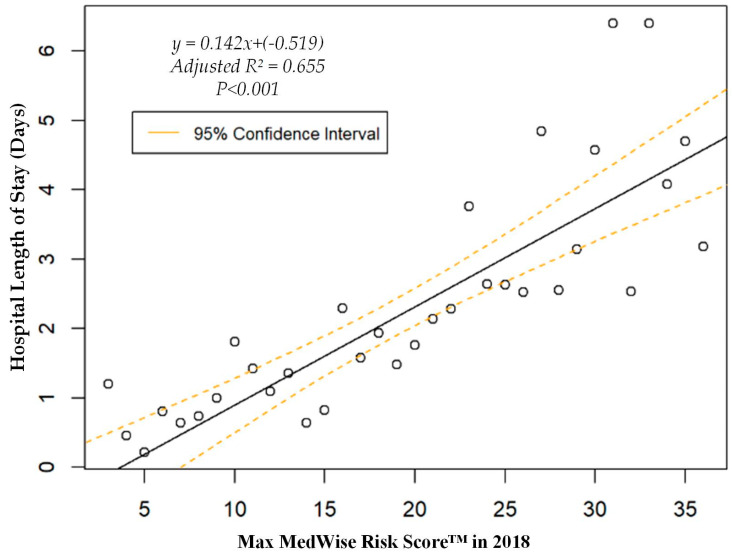 y = 0.142x+(-0.519)
Adjusted R² = 0.655
P<0.001
95% Confidence Interval
Hospital Length of Stay (Days)
6
5
4
3
2
1
0
5 10 15 20 25 30 35
Max MedWise Risk Score™ in 2018